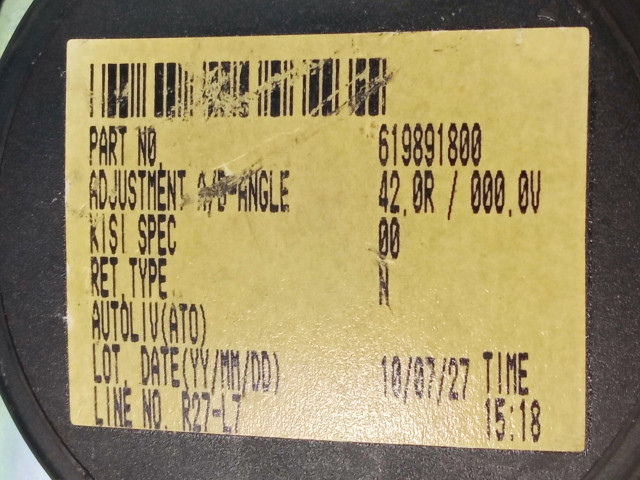 PART NO. 619891800
ADJUSTMENT A/B-ANGLE 42.0R / 000.0V
KISI SPEC 00
RET.TYPE N
AUTOLIV(ATO)
LOT. DATE(YY/MM/DD) 10/07/27 TIME
LINE NO. R27-L7 15:18